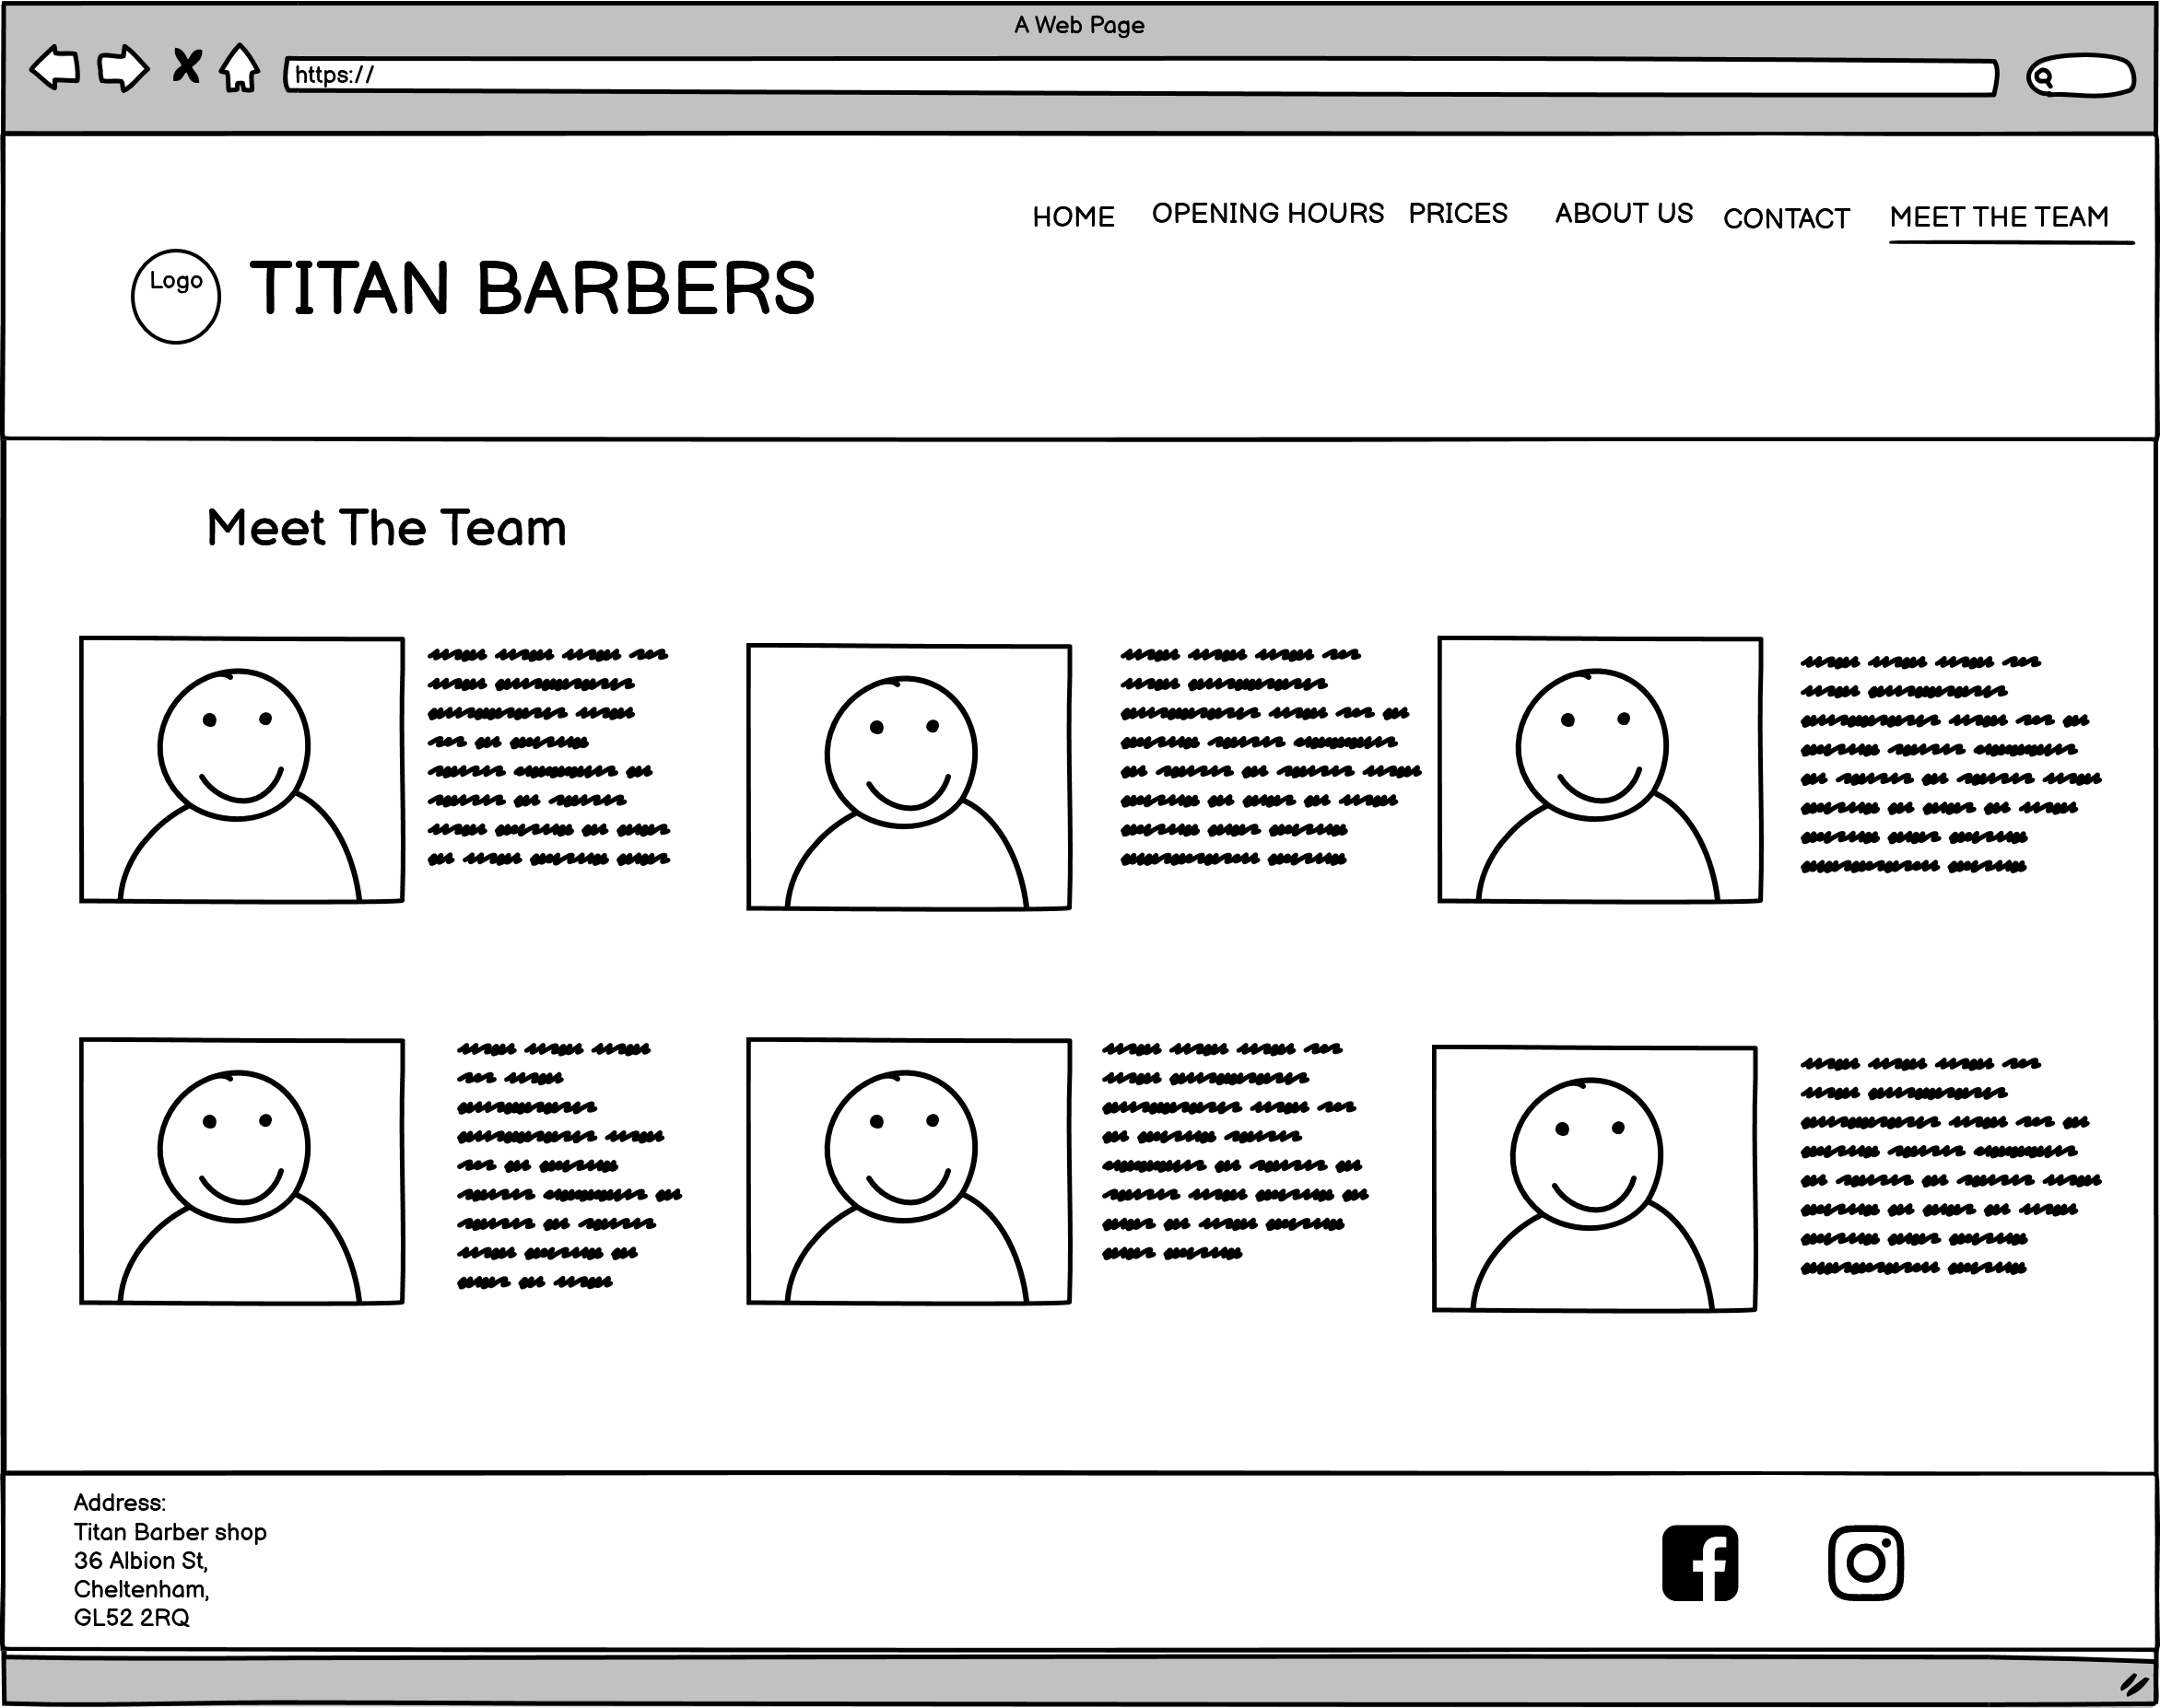 A Web Page
https://
HOME OPENING HOURS PRICES ABOUT US CONTACT MEET THE TEAM
Logo
TITAN BARBERS
Meet The Team
Address:
Titan Barber shop
36 Albion St,
Cheltenham,
GL52 2RQ